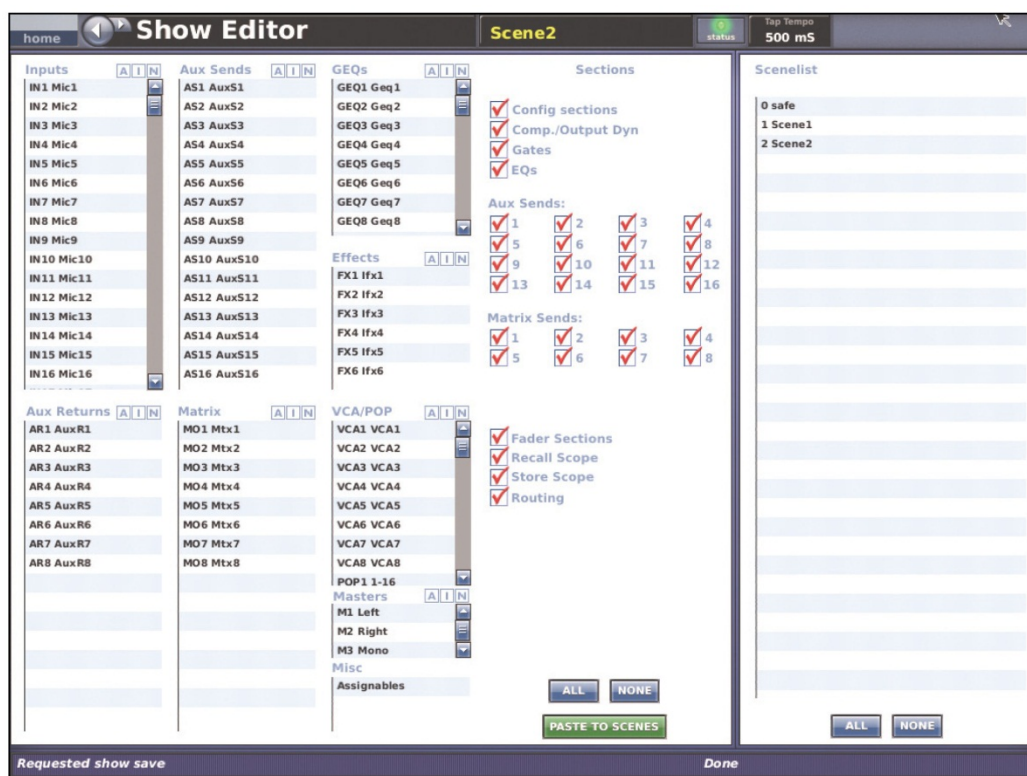 home
Show Editor
Scene2
0
status
Tap Tempo
500 mS
Inputs A I N
IN1 Mic1
IN2 Mic2
IN3 Mic3
IN4 Mic4
IN5 Mic5
IN6 Mic6
IN7 Mic7
IN8 Mic8
IN9 Mic9
IN10 Mic10
IN11 Mic11
IN12 Mic12
IN13 Mic13
IN14 Mic14
IN15 Mic15
IN16 Mic16
Aux Sends A I N
AS1 AuxS1
AS2 AuxS2
AS3 AuxS3
AS4 AuxS4
AS5 AuxS5
AS6 AuxS6
AS7 AuxS7
AS8 AuxS8
AS9 AuxS9
AS10 AuxS10
AS11 AuxS11
AS12 AuxS12
AS13 AuxS13
AS14 AuxS14
AS15 AuxS15
AS16 AuxS16
GEQs A I N
GEQ1 Geq1
GEQ2 Geq2
GEQ3 Geq3
GEQ4 Geq4
GEQ5 Geq5
GEQ6 Geq6
GEQ7 Geq7
GEQ8 Geq8
Effects A I N
FX1 Ifx1
FX2 Ifx2
FX3 Ifx3
FX4 Ifx4
FX5 Ifx5
FX6 Ifx6
Aux Returns A I N
AR1 AuxR1
AR2 AuxR2
AR3 AuxR3
AR4 AuxR4
AR5 AuxR5
AR6 AuxR6
AR7 AuxR7
AR8 AuxR8
Matrix A I N
MO1 Mtx1
MO2 Mtx2
MO3 Mtx3
MO4 Mtx4
MO5 Mtx5
MO6 Mtx6
MO7 Mtx7
MO8 Mtx8
VCA/POP A I N
VCA1 VCA1
VCA2 VCA2
VCA3 VCA3
VCA4 VCA4
VCA5 VCA5
VCA6 VCA6
VCA7 VCA7
VCA8 VCA8
POP1 1-16
Masters A I N
M1 Left
M2 Right
M3 Mono
Misc
Assignables
Sections
Config sections
Comp./Output Dyn
Gates
EQs
Aux Sends:
1 2 3 4
5 6 7 8
9 10 11 12
13 14 15 16
Matrix Sends:
1 2 3 4
5 6 7 8
Fader Sections
Recall Scope
Store Scope
Routing
ALL NONE
PASTE TO SCENES
Scenelist
0 safe
1 Scene1
2 Scene2
ALL NONE
Requested show save
Done